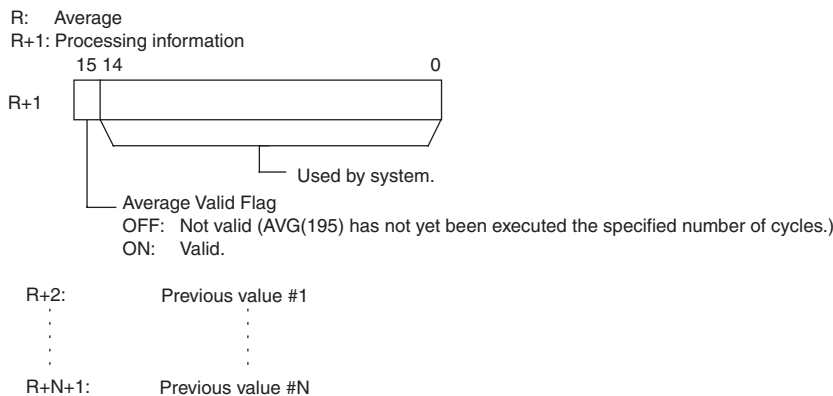 R: Average
R+1: Processing information
15 14 0
R+1
Used by system.
Average Valid Flag
OFF: Not valid (AVG(195) has not yet been executed the specified number of cycles.)
ON: Valid.
R+2: Previous value #1
R+N+1: Previous value #N